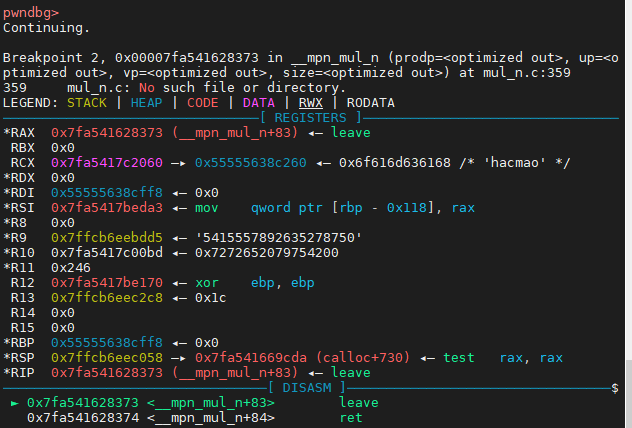 pwndbg>
Continuing.
Breakpoint 2, 0x00007fa541628373 in __mpn_mul_n (prodp=<optimized out>, up=<o
ptimized out>, vp=<optimized out>, size=<optimized out>) at mul_n.c:359
359     mul_n.c: No such file or directory.
LEGEND: STACK | HEAP | CODE | DATA | RWX | RODATA
[ REGISTERS ]
*RAX  0x7fa541628373 (__mpn_mul_n+83) ◂— leave
 RBX  0x0
 RCX  0x7fa5417c2060 —▸ 0x55555638c260 ◂— 0x6f616d636168 /* 'hacmao' */
*RDX  0x0
*RDI  0x55555638cff8 ◂— 0x0
*RSI  0x7fa5417beda3 ◂— mov    qword ptr [rbp - 0x118], rax
*R8   0x0
*R9   0x7ffcb6eebdd5 ◂— '5415557892635278750'
*R10  0x7fa5417c00bd ◂— 0x7272652079754200
*R11  0x246
 R12  0x7fa5417be170 ◂— xor    ebp, ebp
 R13  0x7ffcb6eec2c8 ◂— 0x1c
 R14  0x0
 R15  0x0
*RBP  0x55555638cff8 ◂— 0x0
*RSP  0x7ffcb6eec058 —▸ 0x7fa541669cda (calloc+730) ◂— test   rax, rax
*RIP  0x7fa541628373 (__mpn_mul_n+83) ◂— leave
[ DISASM ] $
 ► 0x7fa541628373 <__mpn_mul_n+83>        leave
   0x7fa541628374 <__mpn_mul_n+84>        ret